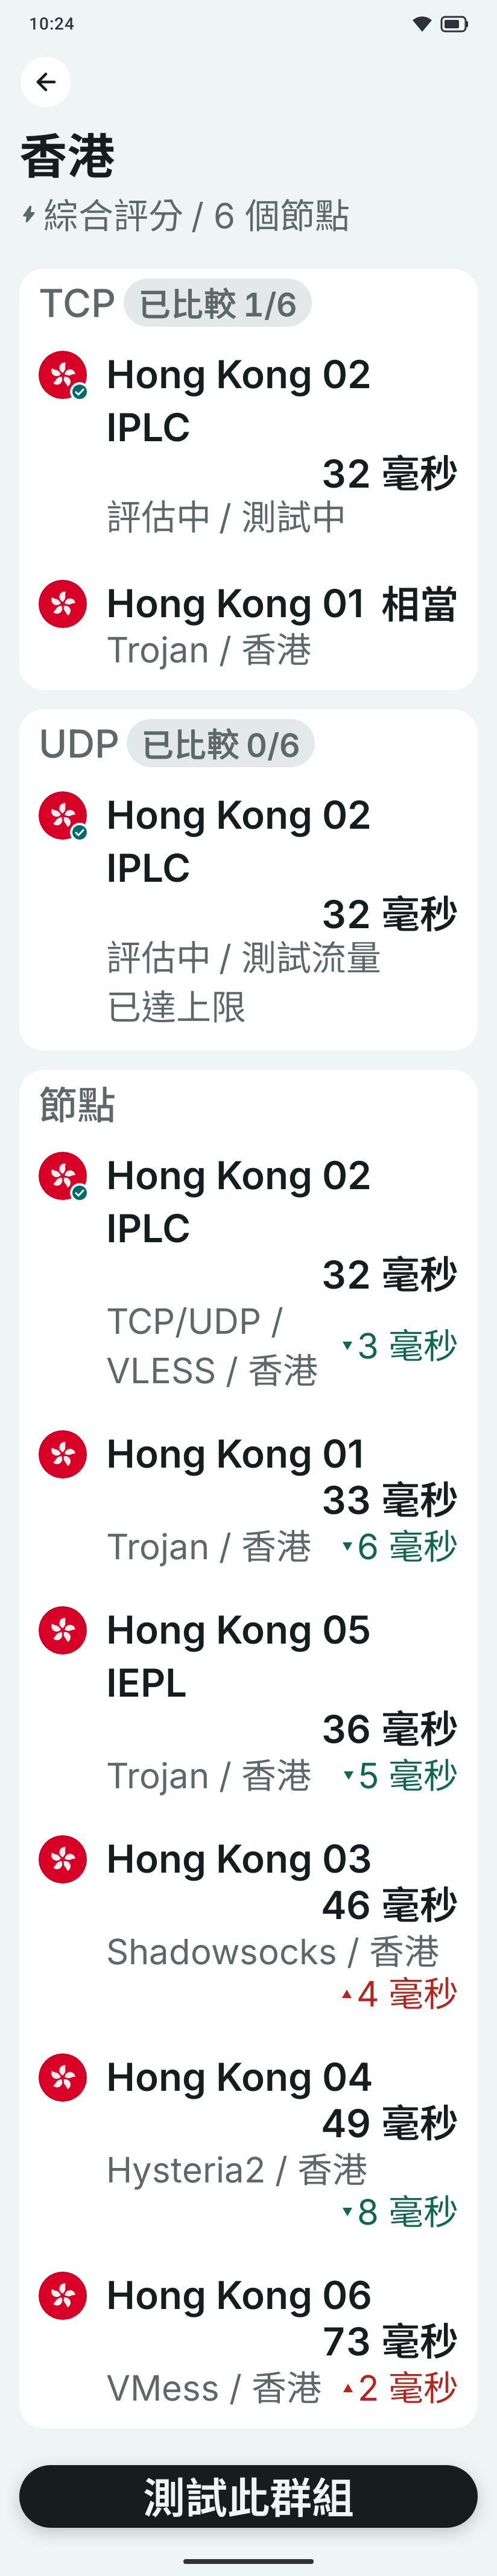 10:24
香港
綜合評分 / 6 個節點
TCP 已比較 1/6
Hong Kong 02
IPLC
32 毫秒
評估中 / 測試中
Hong Kong 01 相當
Trojan / 香港
UDP 已比較 0/6
Hong Kong 02
IPLC
32 毫秒
評估中 / 測試流量
已達上限
節點
Hong Kong 02
IPLC
32 毫秒
TCP/UDP /
VLESS / 香港
▼3 毫秒
Hong Kong 01
33 毫秒
Trojan / 香港 ▼6 毫秒
Hong Kong 05
IEPL
36 毫秒
Trojan / 香港 ▼5 毫秒
Hong Kong 03
46 毫秒
Shadowsocks / 香港
▲4 毫秒
Hong Kong 04
49 毫秒
Hysteria2 / 香港
▼8 毫秒
Hong Kong 06
73 毫秒
VMess / 香港 ▲2 毫秒
測試此群組